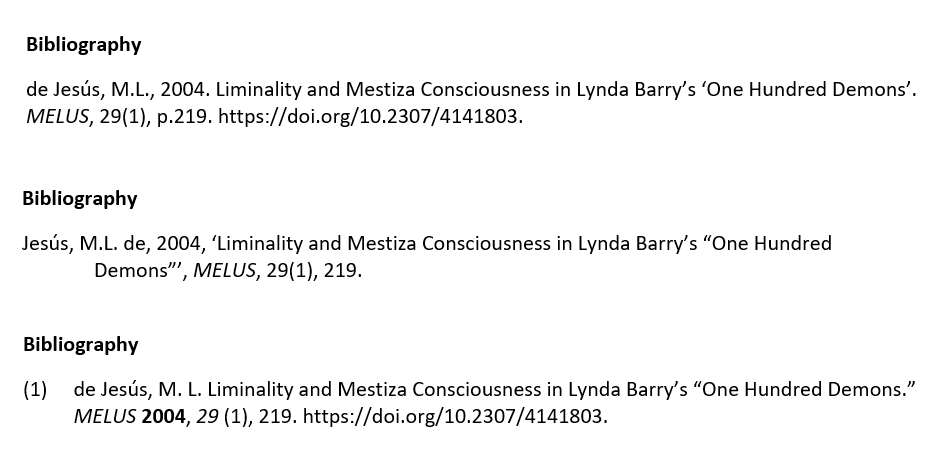 Bibliography
de Jesús, M.L., 2004. Liminality and Mestiza Consciousness in Lynda Barry’s ‘One Hundred Demons’.
MELUS, 29(1), p.219. https://doi.org/10.2307/4141803.
Bibliography
Jesús, M.L. de, 2004, ‘Liminality and Mestiza Consciousness in Lynda Barry’s “One Hundred
Demons”’, MELUS, 29(1), 219.
Bibliography
(1) de Jesús, M. L. Liminality and Mestiza Consciousness in Lynda Barry’s “One Hundred Demons.”
MELUS 2004, 29 (1), 219. https://doi.org/10.2307/4141803.